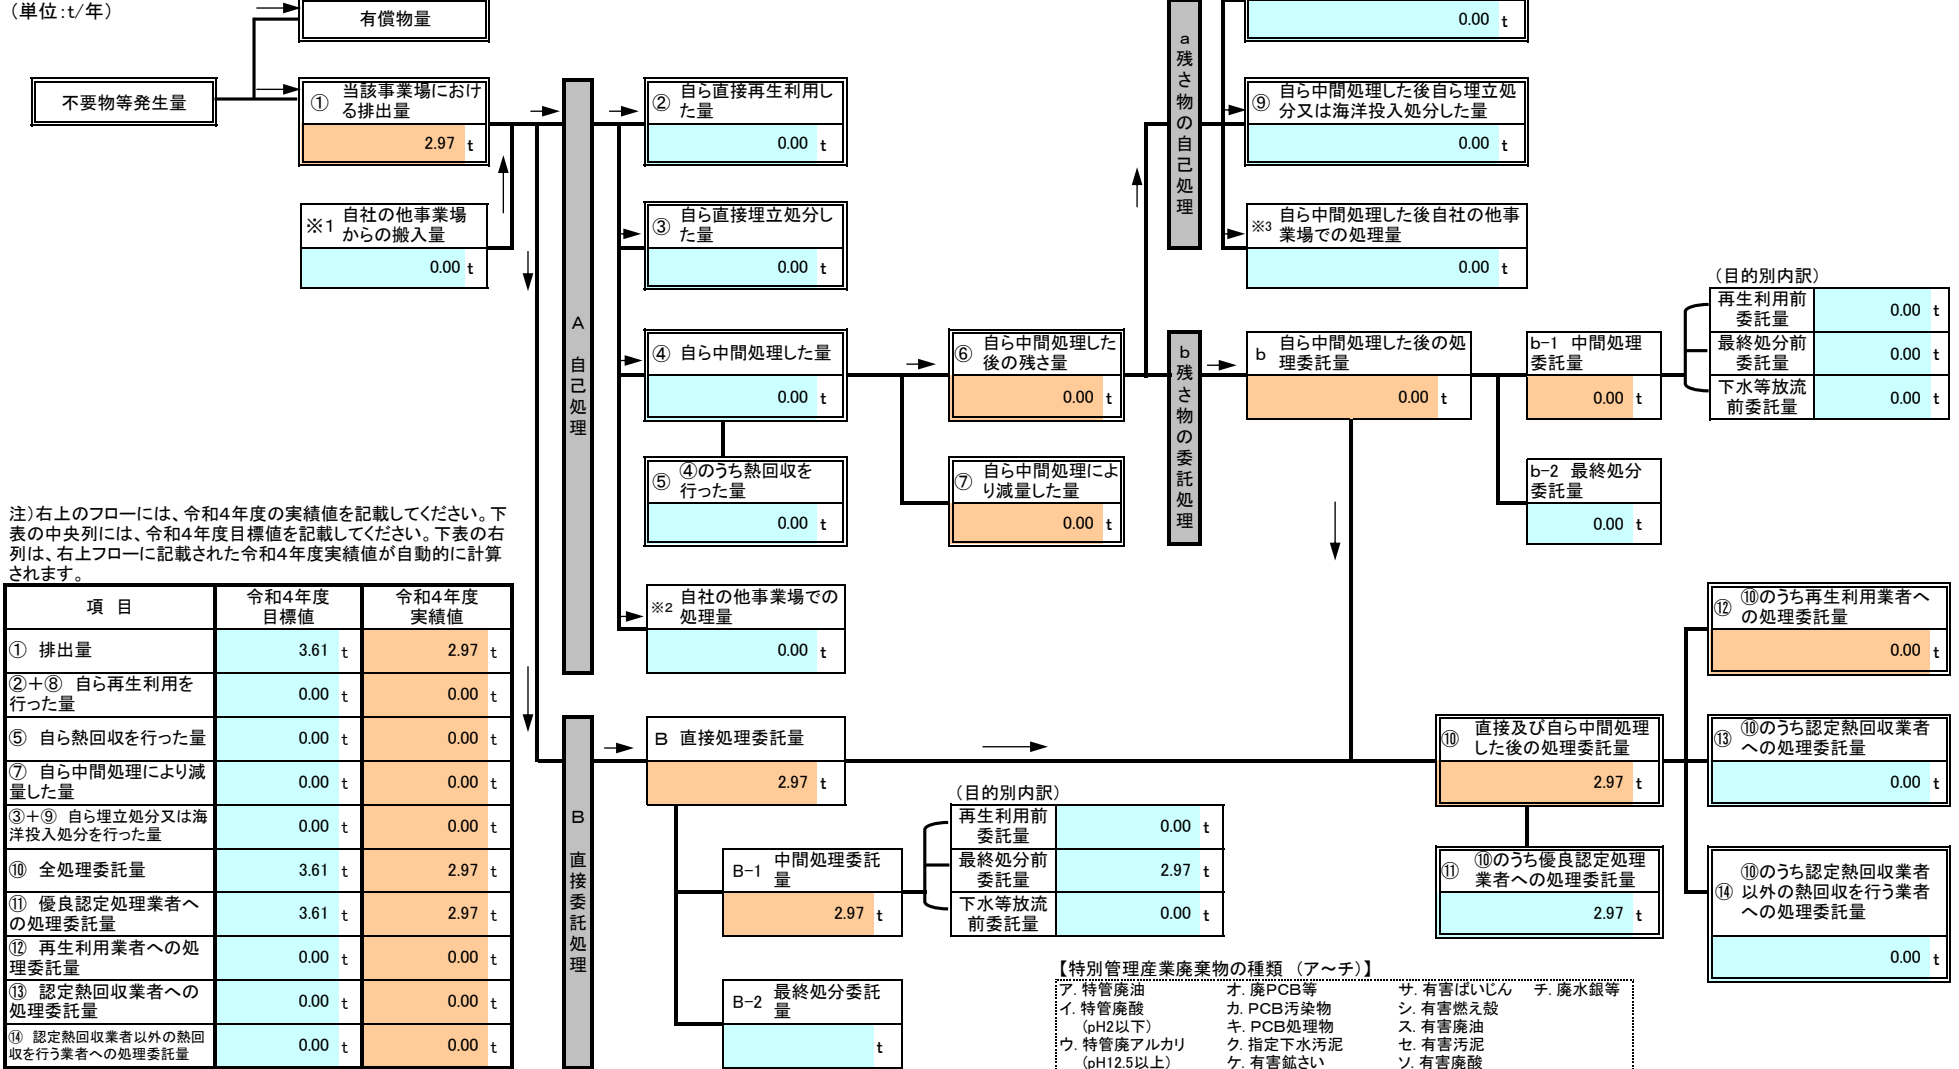 （単位：t/年）
有償物量
不要物等発生量
① 当該事業場におけ
る排出量
2.97 t
※1 自社の他事業場
からの搬入量
0.00 t
A 自己処理
② 自ら直接再生利用し
た量
0.00 t
③ 自ら直接埋立処分し
た量
0.00 t
④ 自ら中間処理した量
0.00 t
⑤ ④のうち熱回収を
行った量
0.00 t
※2 自社の他事業場での
処理量
0.00 t
⑥ 自ら中間処理した
後の残さ量
0.00 t
⑦ 自ら中間処理によ
り減量した量
0.00 t
a 残さ物の自己処理
0.00 t
⑨ 自ら中間処理した後自ら埋立処
分又は海洋投入処分した量
0.00 t
※3 自ら中間処理した後自社の他事
業場での処理量
0.00 t
b 残さ物の委託処理
b 自ら中間処理した後の処
理委託量
0.00 t
b-1 中間処理
委託量
0.00 t
b-2 最終処分
委託量
0.00 t
（目的別内訳）
再生利用前
委託量
0.00 t
最終処分前
委託量
0.00 t
下水等放流
前委託量
0.00 t
注）右上のフローには、令和４年度の実績値を記載してください。下
表の中央列には、令和４年度目標値を記載してください。下表の右
列は、右上フローに記載された令和４年度実績値が自動的に計算
されます。
項 目
令和４年度
目標値
令和４年度
実績値
① 排出量 3.61 t 2.97 t
②＋⑧ 自ら再生利用を
行った量
0.00 t 0.00 t
⑤ 自ら熱回収を行った量 0.00 t 0.00 t
⑦ 自ら中間処理により減
量した量
0.00 t 0.00 t
③＋⑨ 自ら埋立処分又は海
洋投入処分を行った量
0.00 t 0.00 t
⑩ 全処理委託量 3.61 t 2.97 t
⑪ 優良認定処理業者へ
の処理委託量
3.61 t 2.97 t
⑫ 再生利用業者への処
理委託量
0.00 t 0.00 t
⑬ 認定熱回収業者への
処理委託量
0.00 t 0.00 t
⑭ 認定熱回収業者以外の熱回
収を行う業者への処理委託量
0.00 t 0.00 t
B 直接委託処理
B 直接処理委託量
2.97 t
B-1 中間処理委託
量
2.97 t
B-2 最終処分委託
量
t
（目的別内訳）
再生利用前
委託量
0.00 t
最終処分前
委託量
2.97 t
下水等放流
前委託量
0.00 t
⑩ 直接及び自ら中間処理
した後の処理委託量
2.97 t
⑪ ⑩のうち優良認定処理
業者への処理委託量
2.97 t
⑫ ⑩のうち再生利用業者へ
の処理委託量
0.00 t
⑬ ⑩のうち認定熱回収業者
への処理委託量
0.00 t
⑭ ⑩のうち認定熱回収業者
以外の熱回収を行う業者
への処理委託量
0.00 t
【特別管理産業廃棄物の種類 （ア～チ）】
ア. 特管廃油 オ. 廃PCB等 サ. 有害ばいじん チ. 廃水銀等
イ. 特管廃酸 カ. PCB汚染物 シ. 有害燃え殻
（pH2以下） キ. PCB処理物 ス. 有害廃油
ウ. 特管廃アルカリ ク. 指定下水汚泥 セ. 有害汚泥
（pH12.5以上） ケ. 有害鉱さい ソ. 有害廃酸